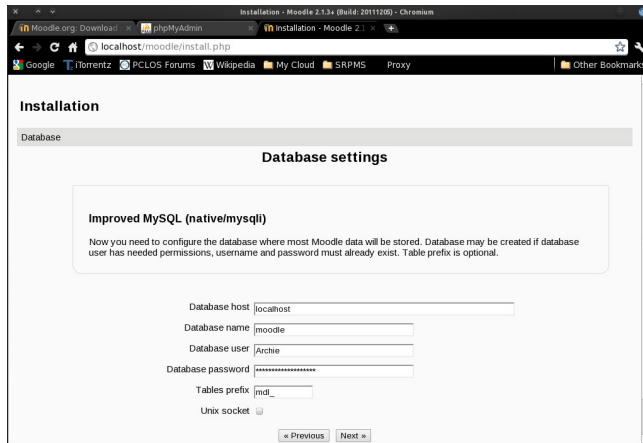 Installation - Moodle 2.1.3+ (Build: 20111205) - Chromium
Moodle.org: Download
phpMyAdmin
Installation - Moodle 2.1
localhost/moodle/install.php
Google
iTorrentz
PCLOS Forums
Wikipedia
My Cloud
SRPMS
Proxy
Other Bookmarks
Installation
Database
Database settings
Improved MySQL (native/mysqli)
Now you need to configure the database where most Moodle data will be stored. Database may be created if database
user has needed permissions, username and password must already exist. Table prefix is optional.
Database host localhost
Database name moodle
Database user Archie
Database password ******************
Tables prefix mdl_
Unix socket
« Previous Next »